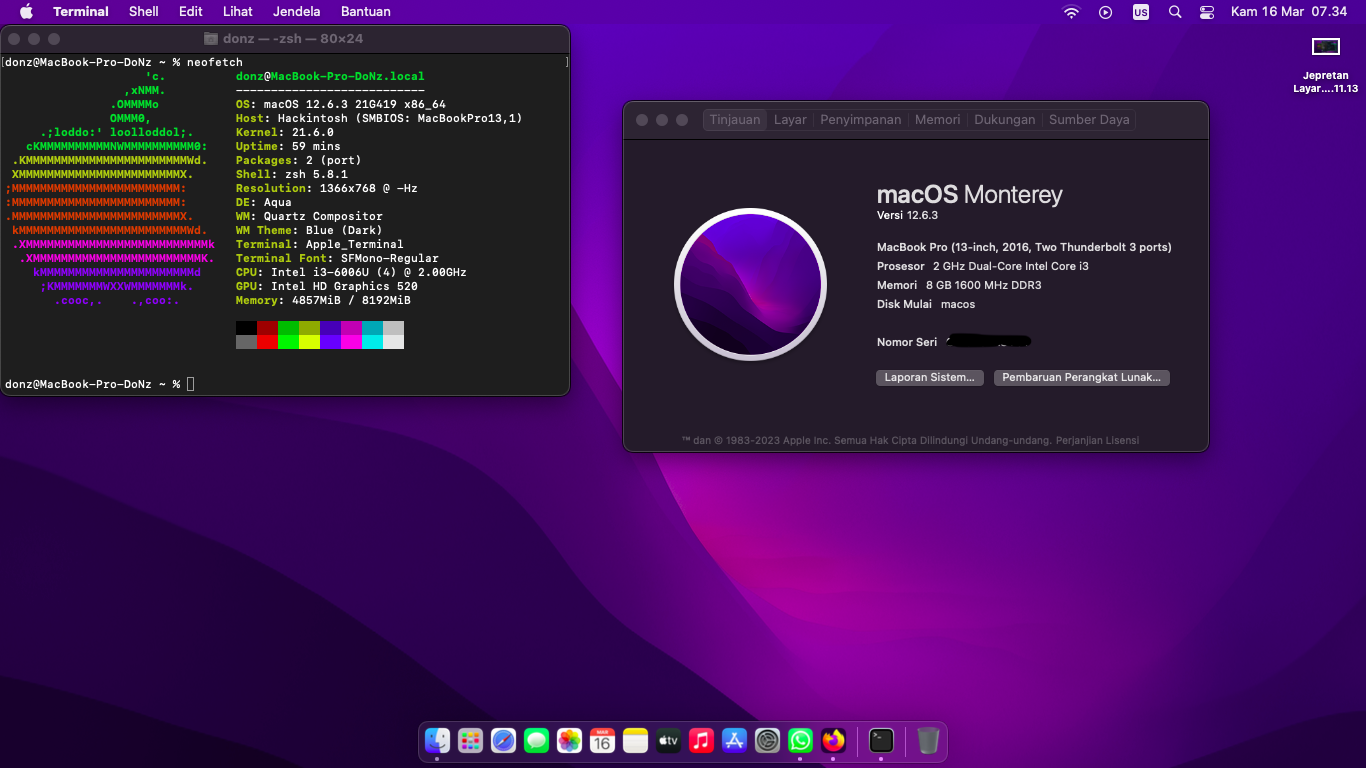 Terminal Shell Edit Lihat Jendela Bantuan
US Kam 16 Mar 07.34
donz — -zsh — 80×24
[donz@MacBook-Pro-DoNz ~ % neofetch ]
'c.
,xNMM.
.OMMMMo
OMMM0,
.;loddo:' loolloddol;.
cKMMMMMMMMMMNWMMMMMMMMMM0:
.KMMMMMMMMMMMMMMMMMMMMMMMWd.
XMMMMMMMMMMMMMMMMMMMMMMMX.
;MMMMMMMMMMMMMMMMMMMMMMMM:
:MMMMMMMMMMMMMMMMMMMMMMMM:
.MMMMMMMMMMMMMMMMMMMMMMMMX.
kMMMMMMMMMMMMMMMMMMMMMMMMWd.
.XMMMMMMMMMMMMMMMMMMMMMMMMMMk
.XMMMMMMMMMMMMMMMMMMMMMMMMK.
kMMMMMMMMMMMMMMMMMMMMMMd
;KMMMMMMMWXXWMMMMMMMk.
.cooc,. .,coo:.
donz@MacBook-Pro-DoNz.local
---------------------------
OS: macOS 12.6.3 21G419 x86_64
Host: Hackintosh (SMBIOS: MacBookPro13,1)
Kernel: 21.6.0
Uptime: 59 mins
Packages: 2 (port)
Shell: zsh 5.8.1
Resolution: 1366x768 @ -Hz
DE: Aqua
WM: Quartz Compositor
WM Theme: Blue (Dark)
Terminal: Apple_Terminal
Terminal Font: SFMono-Regular
CPU: Intel i3-6006U (4) @ 2.00GHz
GPU: Intel HD Graphics 520
Memory: 4857MiB / 8192MiB
donz@MacBook-Pro-DoNz ~ %
Tinjauan Layar Penyimpanan Memori Dukungan Sumber Daya
macOS Monterey
Versi 12.6.3
MacBook Pro (13-inch, 2016, Two Thunderbolt 3 ports)
Prosesor 2 GHz Dual-Core Intel Core i3
Memori 8 GB 1600 MHz DDR3
Disk Mulai macos
Nomor Seri
Laporan Sistem... Pembaruan Perangkat Lunak...
™ dan © 1983-2023 Apple Inc. Semua Hak Cipta Dilindungi Undang-undang. Perjanjian Lisensi
Jepretan
Layar....11.13
16
tv